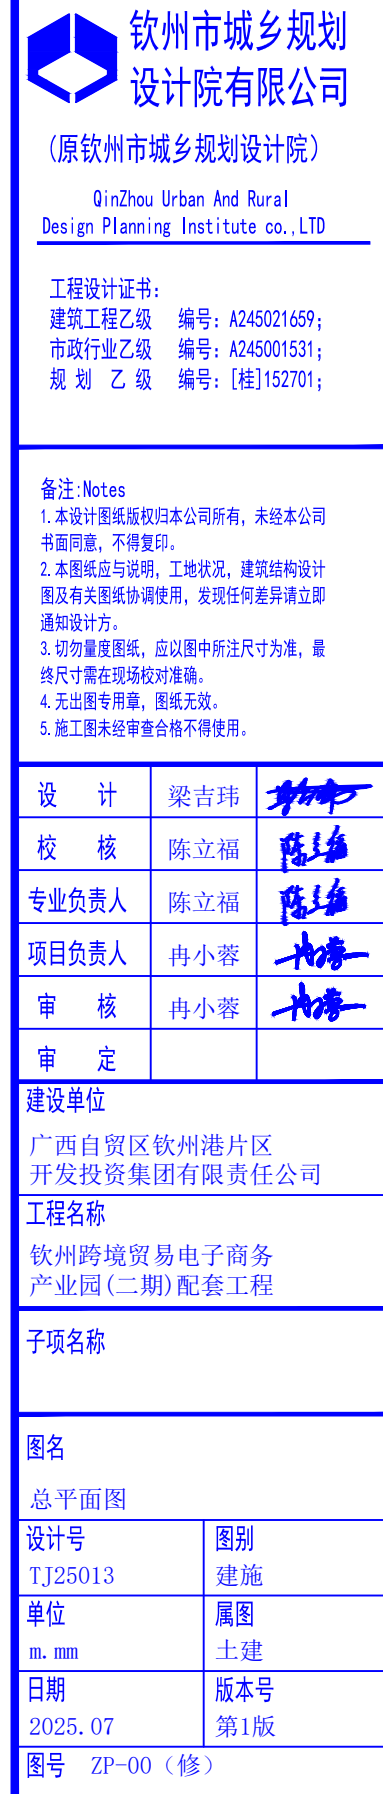 钦州市城乡规划
设计院有限公司
(原钦州市城乡规划设计院)
QinZhou Urban And Rural
Design Planning Institute co.,LTD
工程设计证书:
建筑工程乙级 编号: A245021659;
市政行业乙级 编号: A245001531;
规 划 乙 级 编号: [桂]152701;
备注:Notes
1.本设计图纸版权归本公司所有, 未经本公司
书面同意, 不得复印。
2.本图纸应与说明, 工地状况, 建筑结构设计
图及有关图纸协调使用, 发现任何差异请立即
通知设计方。
3.切勿量度图纸, 应以图中所注尺寸为准, 最
终尺寸需在现场校对准确。
4.无出图专用章, 图纸无效。
5.施工图未经审查合格不得使用。
设 计 梁吉玮
校 核 陈立福 陈立福
专业负责人 陈立福 陈立福
项目负责人 冉小蓉 冉小蓉
审 核 冉小蓉 冉小蓉
审 定
建设单位
广西自贸区钦州港片区
开发投资集团有限责任公司
工程名称
钦州跨境贸易电子商务
产业园(二期)配套工程
子项名称
图名
总平面图
设计号 图别
TJ25013 建施
单位 属图
m.mm 土建
日期 版本号
2025.07 第1版
图号 ZP-00（修）